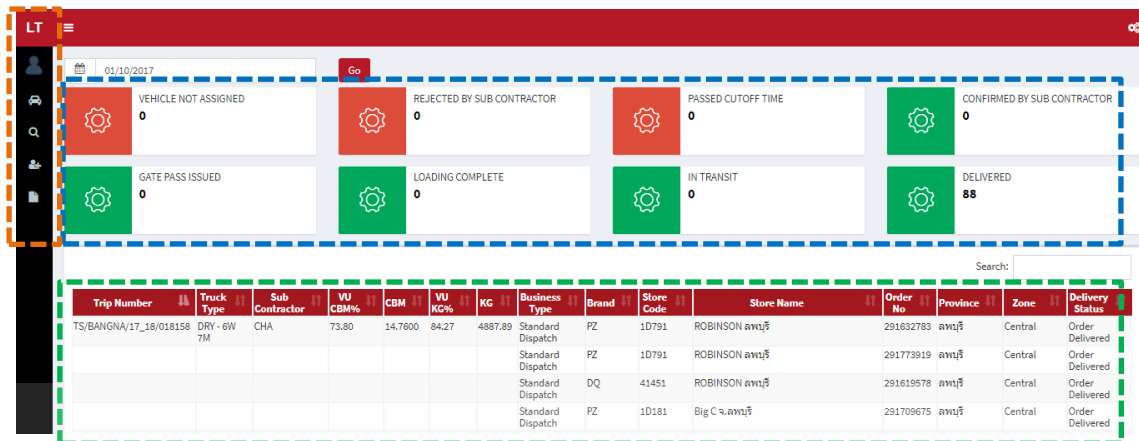 LT
01/10/2017 Go
VEHICLE NOT ASSIGNED
0
REJECTED BY SUB CONTRACTOR
0
PASSED CUTOFF TIME
0
CONFIRMED BY SUB CONTRACTOR
0
GATE PASS ISSUED
0
LOADING COMPLETE
0
IN TRANSIT
0
DELIVERED
88
Search:
Trip Number Truck Type Sub Contractor VU CBM% CBM VU KG% KG Business Type Brand Store Code Store Name Order No Province Zone Delivery Status
TS/BANGNA/17_18/018158 DRY - 6W 7M CHA 73.80 14.7600 84.27 4887.89 Standard Dispatch PZ 1D791 ROBINSON ลพบุรี 291632783 ลพบุรี Central Order Delivered
Standard Dispatch PZ 1D791 ROBINSON ลพบุรี 291773919 ลพบุรี Central Order Delivered
Standard Dispatch DQ 41451 ROBINSON ลพบุรี 291619578 ลพบุรี Central Order Delivered
Standard Dispatch PZ 1D181 Big C จ.ลพบุรี 291709675 ลพบุรี Central Order Delivered